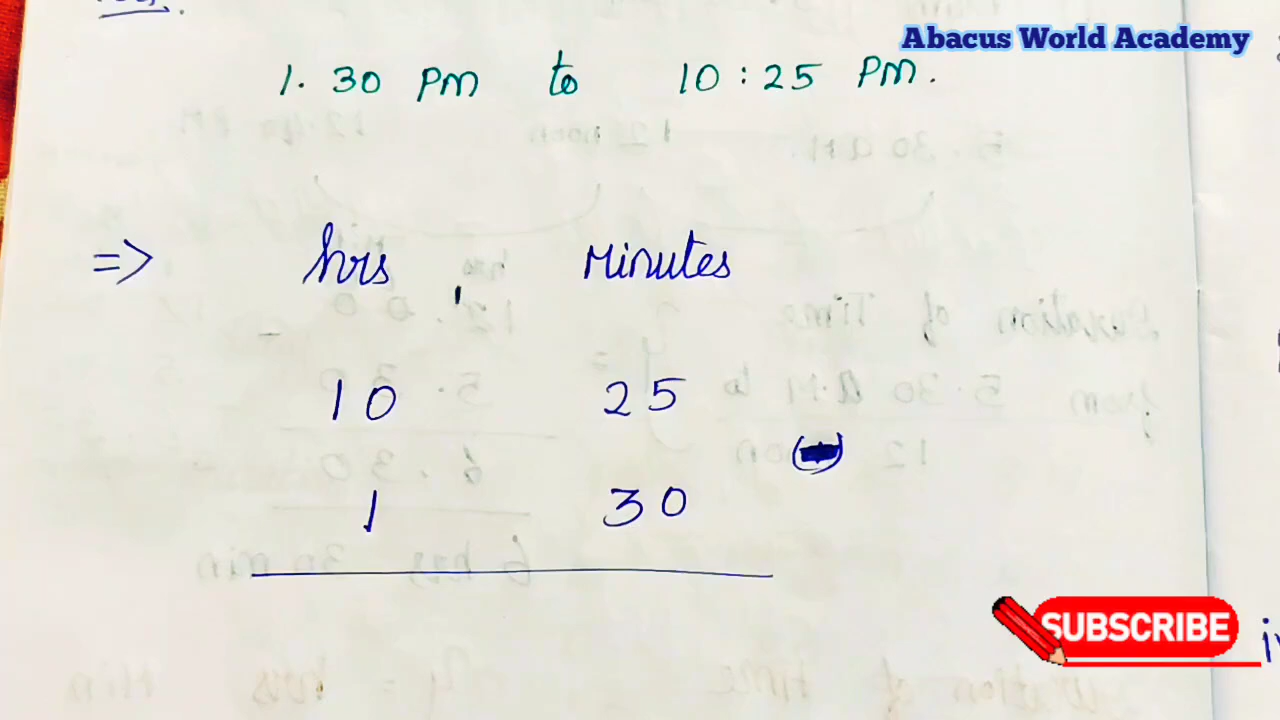 Abacus World Academy
1. 30 PM to 10 : 25 PM.
=> hrs Minutes
10 25
(-)
1 30
SUBSCRIBE